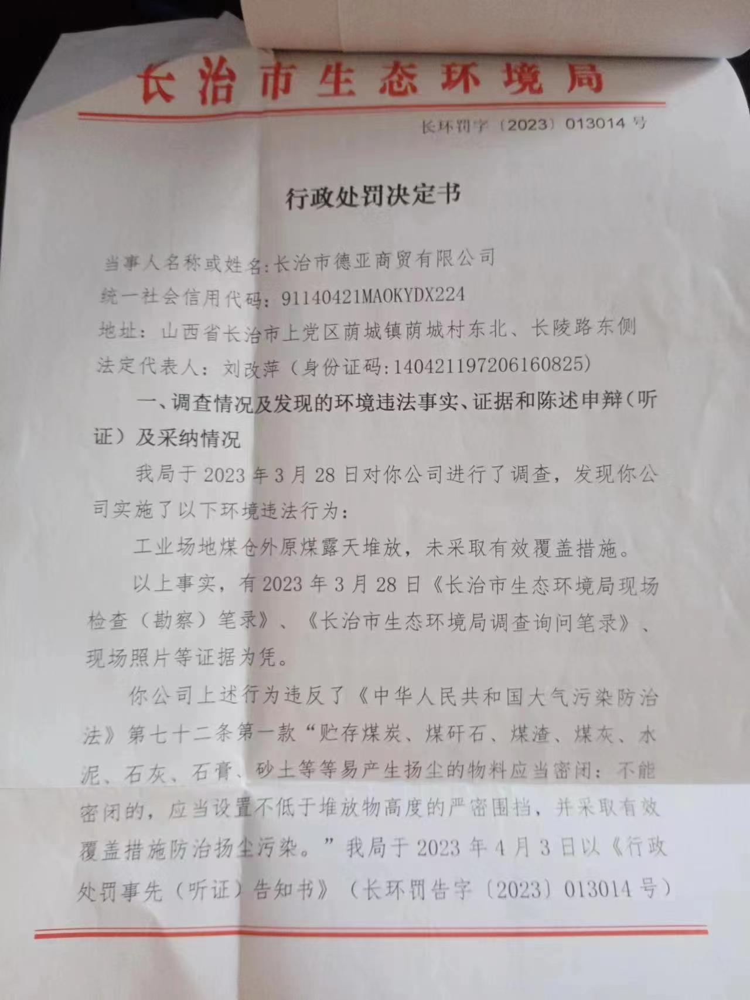 长治市生态环境局
长环罚字〔2023〕013014号
行政处罚决定书
当事人名称或姓名:长治市德亚商贸有限公司
统一社会信用代码：91140421MAOKYDX224
地址：山西省长治市上党区荫城镇荫城村东北、长陵路东侧
法定代表人：刘改萍（身份证码:140421197206160825)
一、调查情况及发现的环境违法事实、证据和陈述申辩（听
证）及采纳情况
我局于2023年3月28日对你公司进行了调查，发现你公
司实施了以下环境违法行为：
工业场地煤仓外原煤露天堆放，未采取有效覆盖措施。
以上事实，有2023年3月28日《长治市生态环境局现场
检查（勘察）笔录》、《长治市生态环境局调查询问笔录》、
现场照片等证据为凭。
你公司上述行为违反了《中华人民共和国大气污染防治
法》第七十二条第一款“贮存煤炭、煤矸石、煤渣、煤灰、水
泥、石灰、石膏、砂土等等易产生扬尘的物料应当密闭；不能
密闭的，应当设置不低于堆放物高度的严密围挡，并采取有效
覆盖措施防治扬尘污染。”我局于2023年4月3日以《行政
处罚事先（听证）告知书》（长环罚告字〔2023〕013014号）